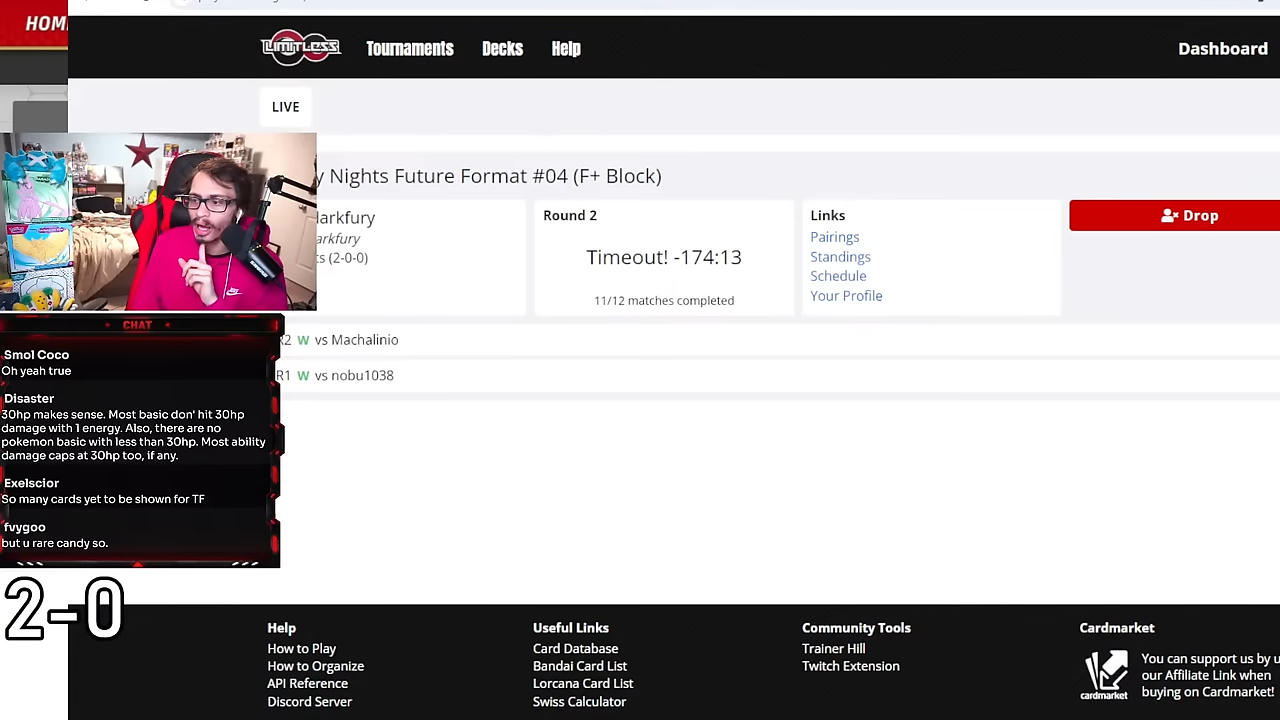 HOM
LIMITLESS
Tournaments
Decks
Help
Dashboard
LIVE
y Nights Future Format #04 (F+ Block)
arkfury
arkfury
ts (2-0-0)
Round 2
Timeout! -174:13
11/12 matches completed
Links
Pairings
Standings
Schedule
Your Profile
Drop
R2 W vs Machalinio
R1 W vs nobu1038
CHAT
Smol Coco
Oh yeah true
Disaster
30hp makes sense. Most basic don' hit 30hp
damage with 1 energy. Also, there are no
pokemon basic with less than 30hp. Most ability
damage caps at 30hp too, if any.
Exelscior
So many cards yet to be shown for TF
fvygoo
but u rare candy so.
2-0
Help
How to Play
How to Organize
API Reference
Discord Server
Useful Links
Card Database
Bandai Card List
Lorcana Card List
Swiss Calculator
Community Tools
Trainer Hill
Twitch Extension
Cardmarket
cardmarket
You can support us by u
our Affiliate Link when
buying on Cardmarket!